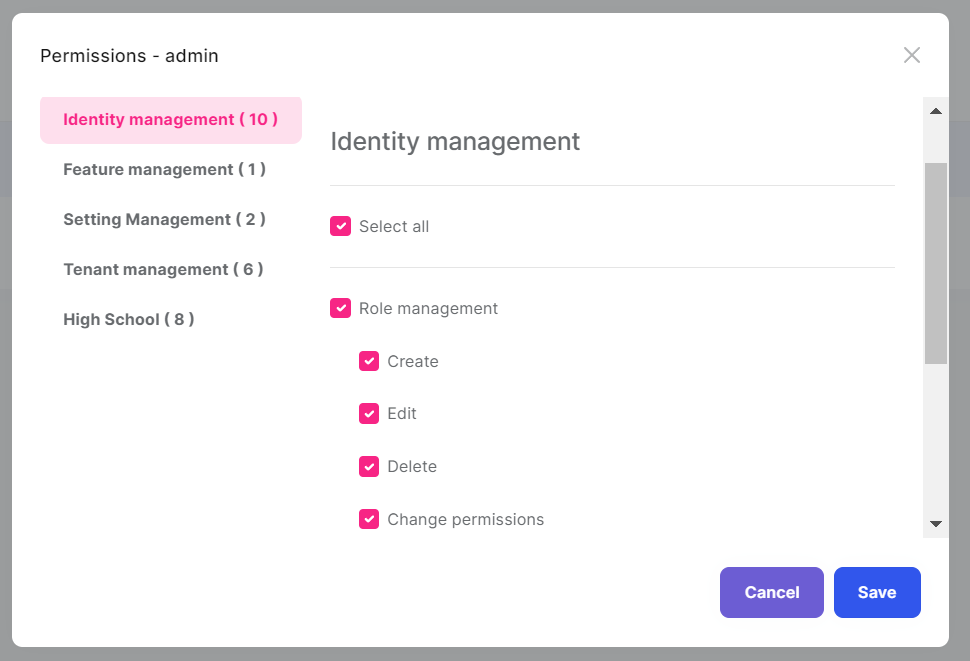 Permissions - admin
Identity management ( 10 )
Feature management ( 1 )
Setting Management ( 2 )
Tenant management ( 6 )
High School ( 8 )
Identity management
Select all
Role management
Create
Edit
Delete
Change permissions
Cancel
Save